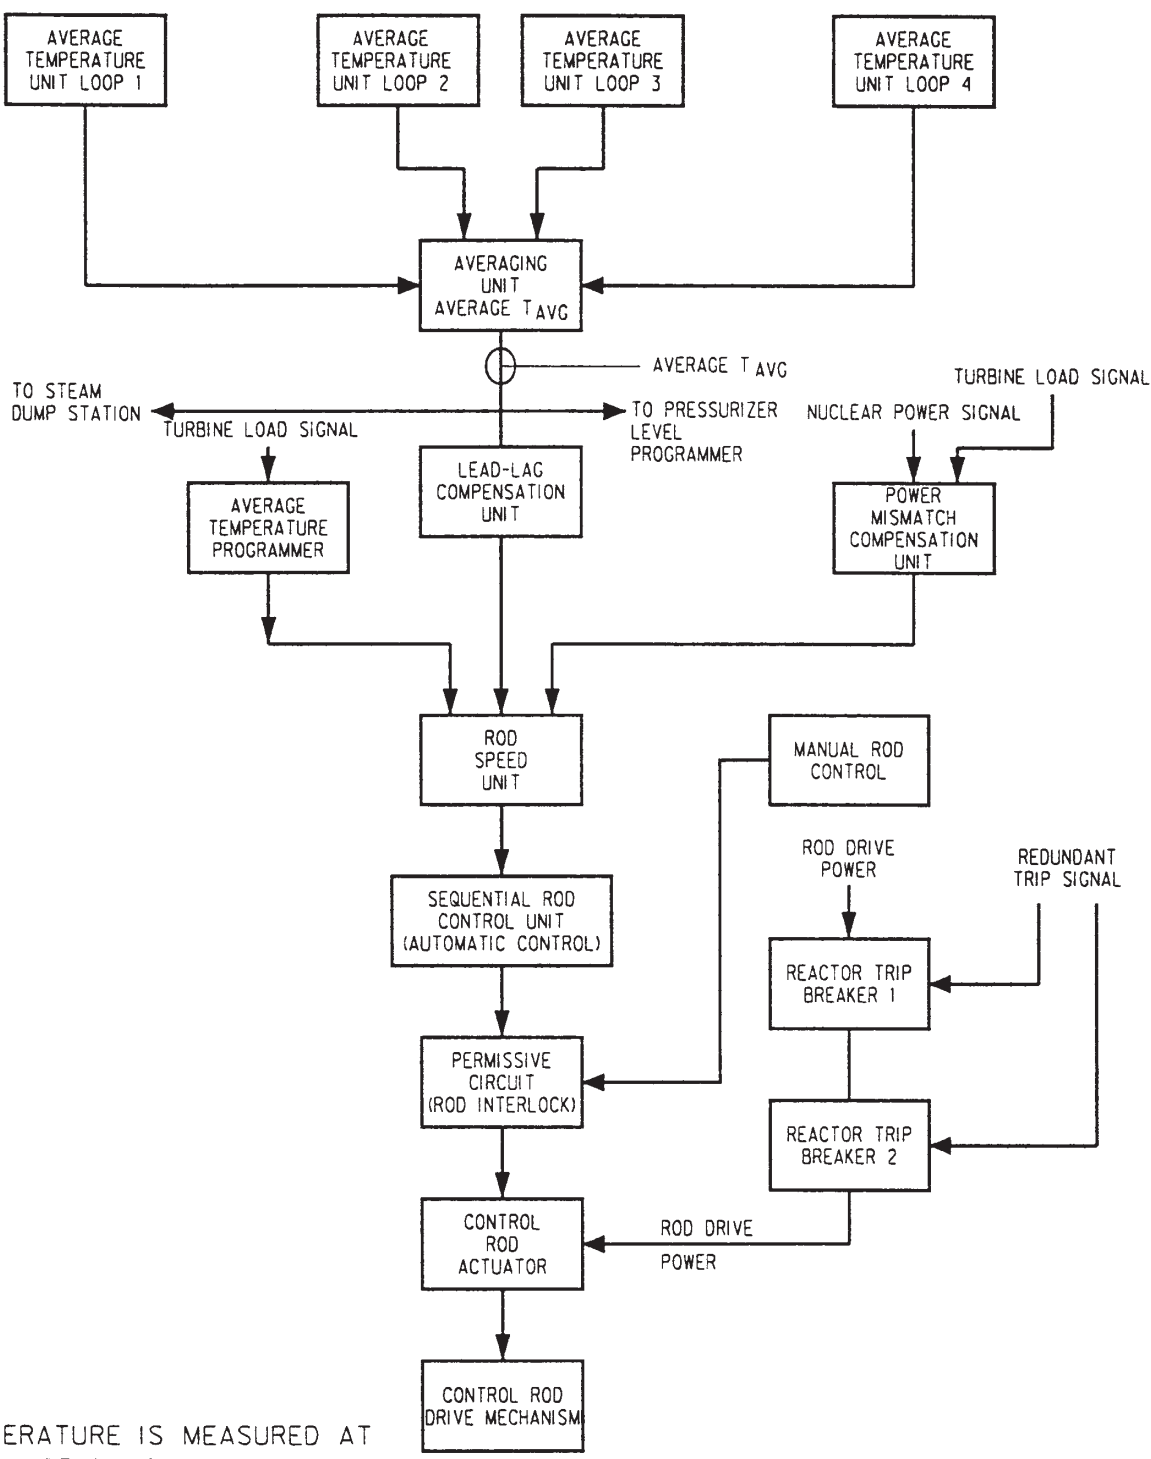 AVERAGE
TEMPERATURE
UNIT LOOP 1
AVERAGE
TEMPERATURE
UNIT LOOP 2
AVERAGE
TEMPERATURE
UNIT LOOP 3
AVERAGE
TEMPERATURE
UNIT LOOP 4
AVERAGING
UNIT
AVERAGE TAVG
AVERAGE TAVG
TO STEAM
DUMP STATION
TO PRESSURIZER
LEVEL
PROGRAMMER
TURBINE LOAD SIGNAL
NUCLEAR POWER SIGNAL
TURBINE LOAD SIGNAL
AVERAGE
TEMPERATURE
PROGRAMMER
LEAD-LAG
COMPENSATION
UNIT
POWER
MISMATCH
COMPENSATION
UNIT
ROD
SPEED
UNIT
MANUAL ROD
CONTROL
ROD DRIVE
POWER
REDUNDANT
TRIP SIGNAL
SEQUENTIAL ROD
CONTROL UNIT
(AUTOMATIC CONTROL)
REACTOR TRIP
BREAKER 1
PERMISSIVE
CIRCUIT
(ROD INTERLOCK)
REACTOR TRIP
BREAKER 2
CONTROL
ROD
ACTUATOR
ROD DRIVE
POWER
CONTROL ROD
DRIVE MECHANISM
ERATURE IS MEASURED AT